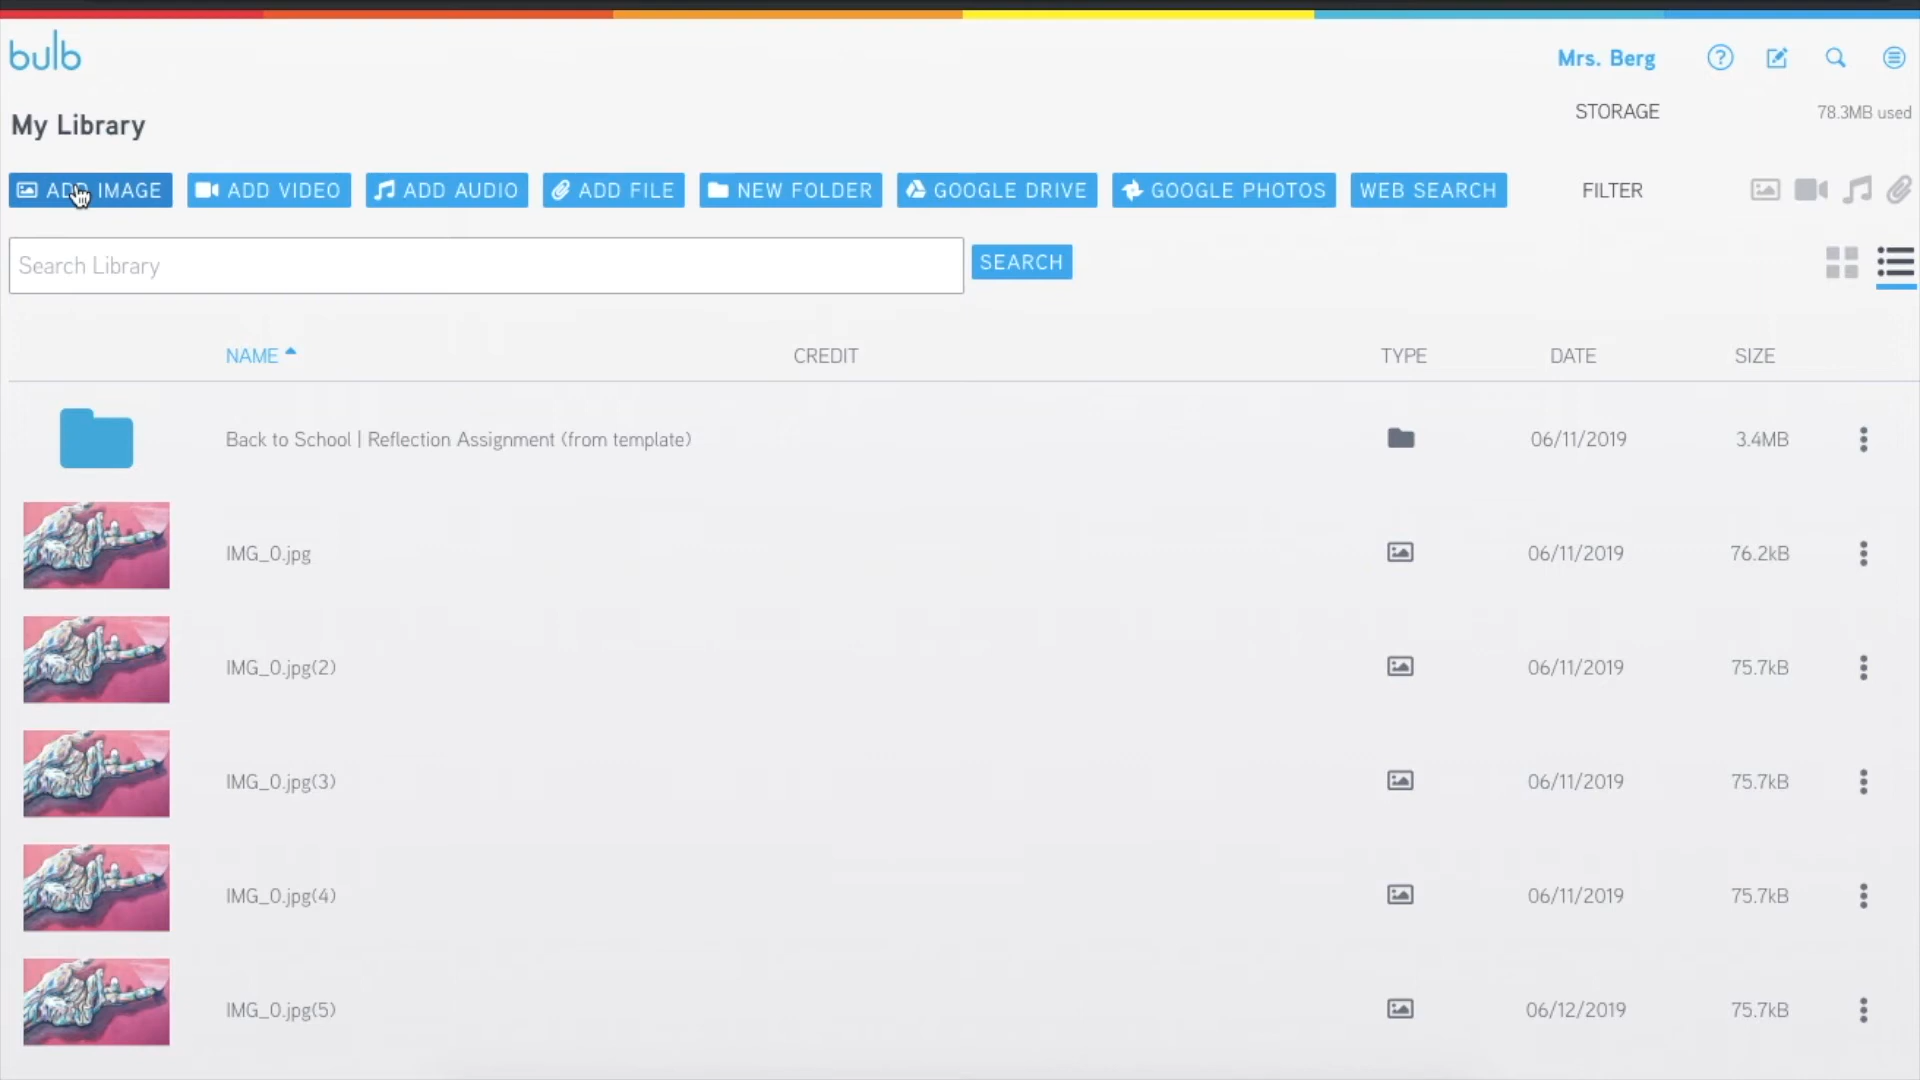 bulb
Mrs. Berg
My Library
STORAGE 78.3MB used
ADD IMAGE ADD VIDEO ADD AUDIO ADD FILE NEW FOLDER GOOGLE DRIVE GOOGLE PHOTOS WEB SEARCH FILTER
Search Library SEARCH
NAME CREDIT TYPE DATE SIZE
Back to School | Reflection Assignment (from template) 06/11/2019 3.4MB
IMG_0.jpg 06/11/2019 76.2kB
IMG_0.jpg(2) 06/11/2019 75.7kB
IMG_0.jpg(3) 06/11/2019 75.7kB
IMG_0.jpg(4) 06/11/2019 75.7kB
IMG_0.jpg(5) 06/12/2019 75.7kB